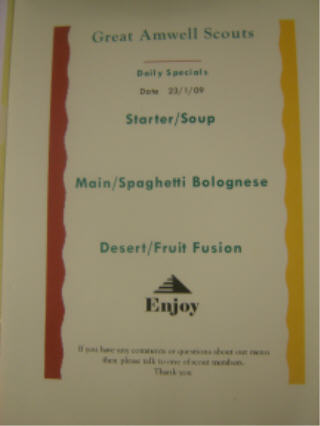 Great Amwell Scouts
Daily Specials
Date 23/1/09
Starter/Soup
Main/Spaghetti Bolognese
Desert/Fruit Fusion
Enjoy
If you have any comments or questions about our menu
then please talk to one of scout members.
Thank you